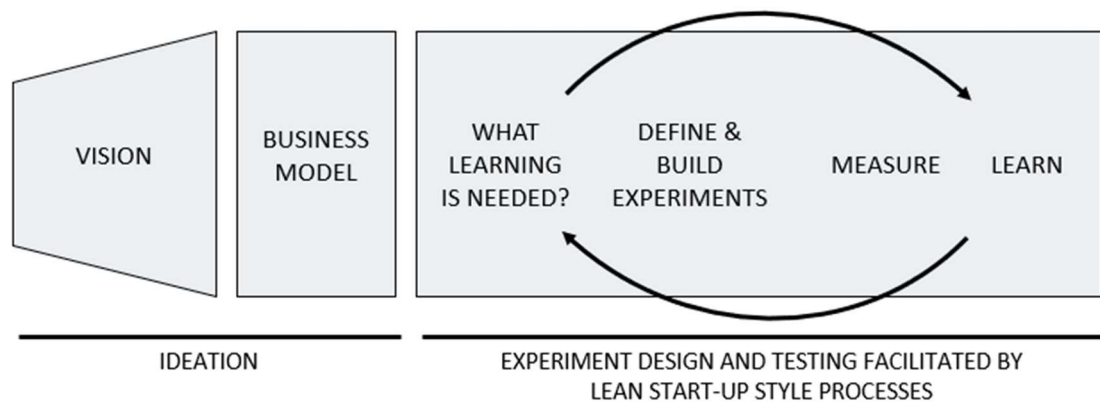 VISION
BUSINESS
MODEL
WHAT
LEARNING
IS NEEDED?
DEFINE &
BUILD
EXPERIMENTS
MEASURE
LEARN
IDEATION
EXPERIMENT DESIGN AND TESTING FACILITATED BY
LEAN START-UP STYLE PROCESSES